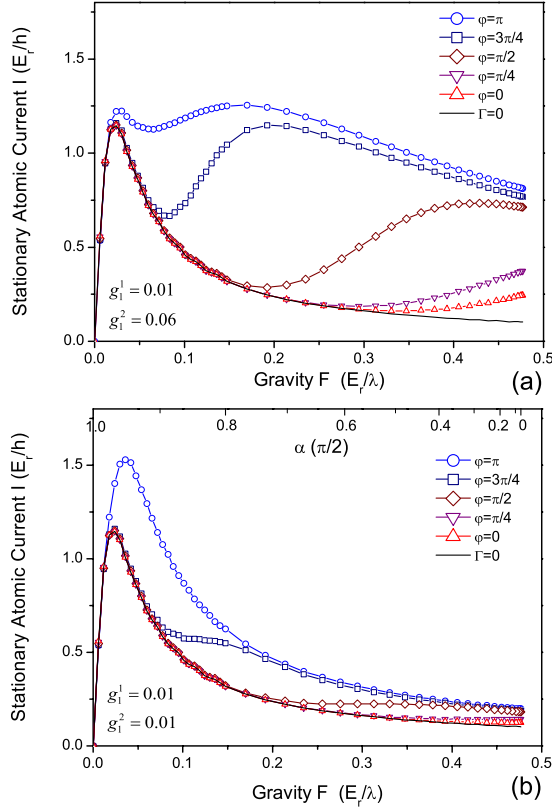 Stationary Atomic Current I (E_r/h)
1.5
1.0
0.5
0.0
φ=π
φ=3π/4
φ=π/2
φ=π/4
φ=0
Γ=0
g_1^1 = 0.01
g_1^2 = 0.06
0.0 0.1 0.2 0.3 0.4 0.5
Gravity F (E_r/λ)
(a)
1.0 0.8 0.6 0.4 0.2 0
α (π/2)
Stationary Atomic Current I (E_r/h)
1.5
1.0
0.5
0.0
φ=π
φ=3π/4
φ=π/2
φ=π/4
φ=0
Γ=0
g_1^1 = 0.01
g_1^2 = 0.01
0.0 0.1 0.2 0.3 0.4 0.5
Gravity F (E_r/λ)
(b)